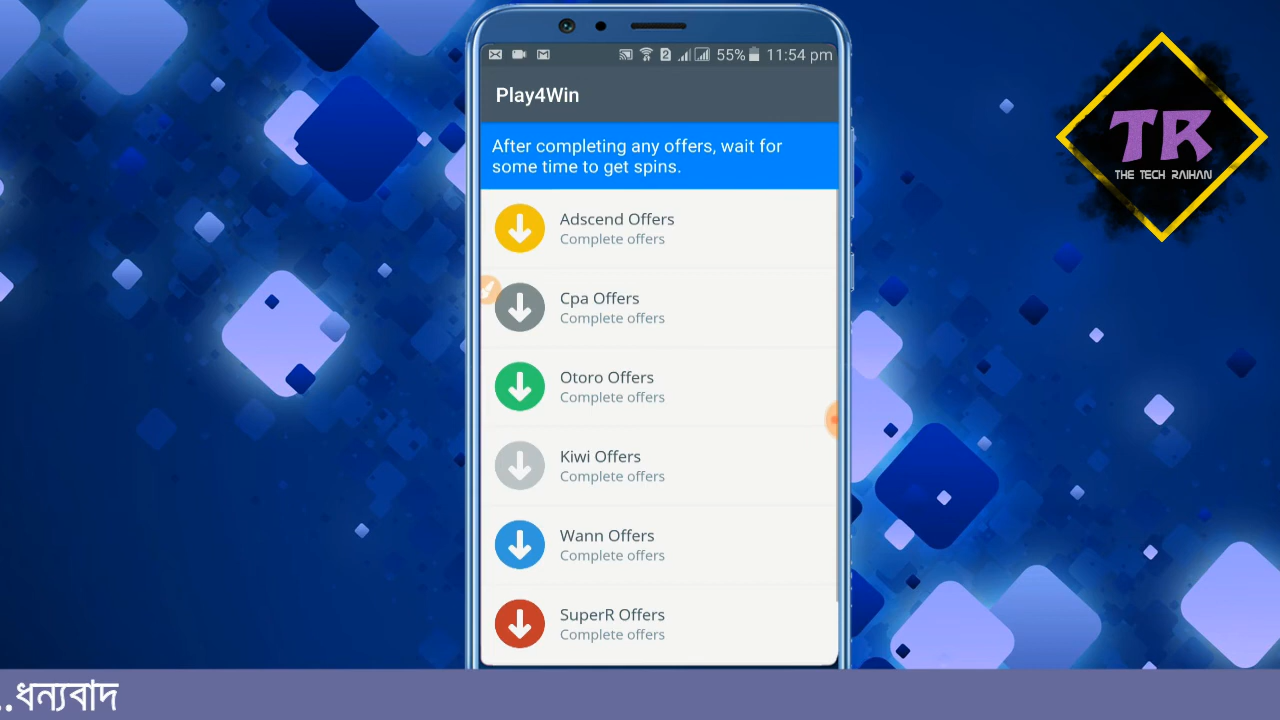 55% 11:54 pm
Play4Win
After completing any offers, wait for
some time to get spins.
Adscend Offers
Complete offers
Cpa Offers
Complete offers
Otoro Offers
Complete offers
Kiwi Offers
Complete offers
Wann Offers
Complete offers
SuperR Offers
Complete offers
TR
THE TECH RAIHAN
..ধন্যবাদ